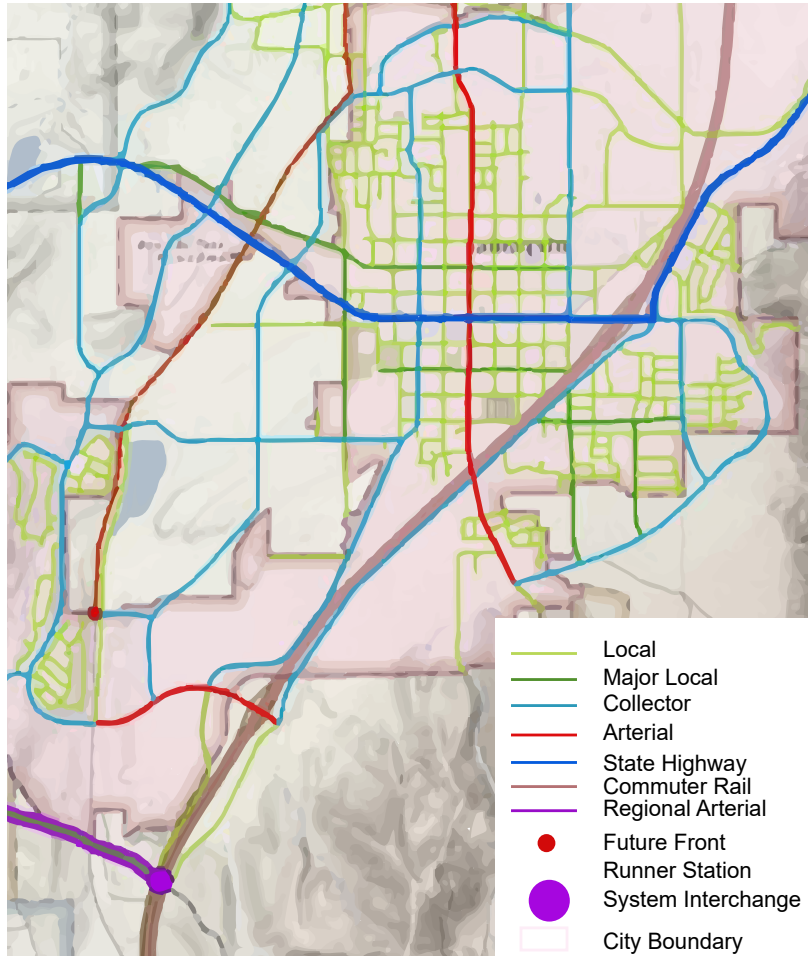 Local
Major Local
Collector
Arterial
State Highway
Commuter Rail
Regional Arterial
Future Front
Runner Station
System Interchange
City Boundary